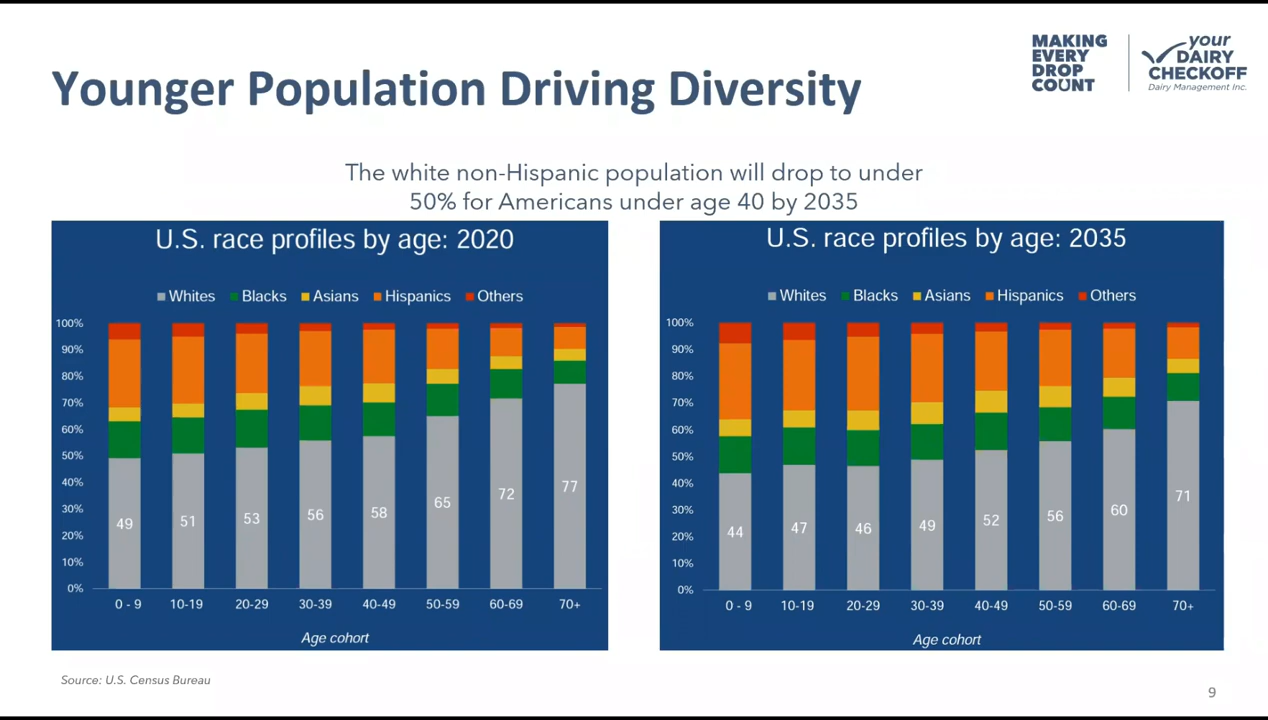 Younger Population Driving Diversity
MAKING
EVERY
DROP
COUNT
your
DAIRY
CHECKOFF
Dairy Management Inc.
The white non-Hispanic population will drop to under
50% for Americans under age 40 by 2035
U.S. race profiles by age: 2020
Whites Blacks Asians Hispanics Others
100%
90%
80%
70%
60%
50%
40%
30%
20%
10%
0%
49 51 53 56 58 65 72 77
0 - 9 10-19 20-29 30-39 40-49 50-59 60-69 70+
Age cohort
U.S. race profiles by age: 2035
Whites Blacks Asians Hispanics Others
100%
90%
80%
70%
60%
50%
40%
30%
20%
10%
0%
44 47 46 49 52 56 60 71
0 - 9 10-19 20-29 30-39 40-49 50-59 60-69 70+
Age cohort
Source: U.S. Census Bureau
9